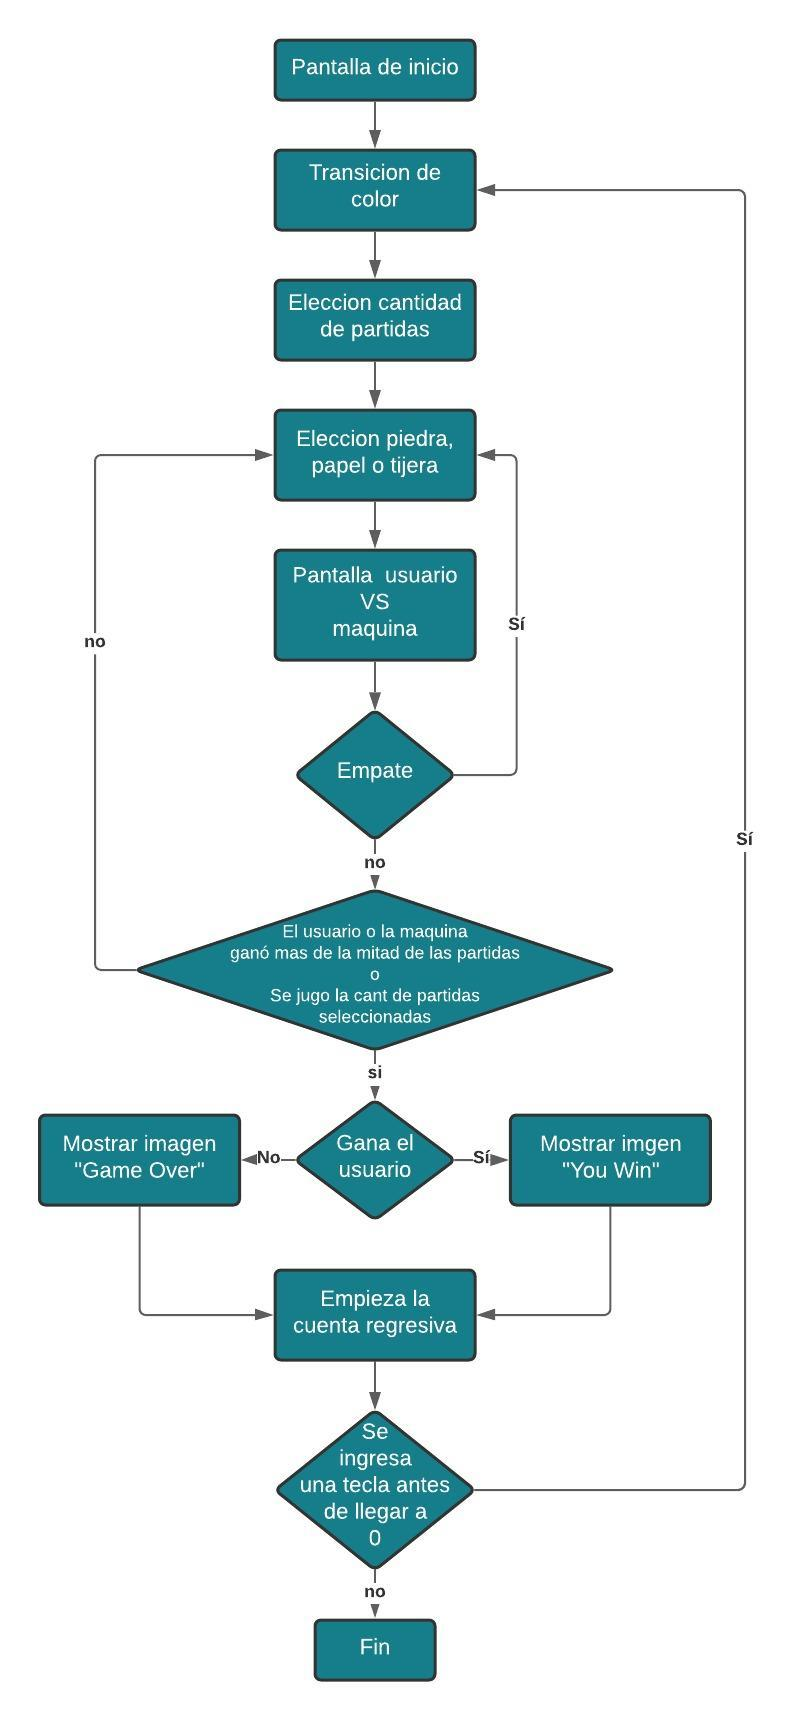 Pantalla de inicio
Transicion de
color
Eleccion cantidad
de partidas
Eleccion piedra,
papel o tijera
Pantalla  usuario
VS
maquina
Sí
no
Empate
Sí
no
El usuario o la maquina
ganó mas de la mitad de las partidas
o
Se jugo la cant de partidas
seleccionadas
si
Mostrar imagen
"Game Over"
No
Gana el
usuario
Sí
Mostrar imgen
"You Win"
Empieza la
cuenta regresiva
Se
ingresa
una tecla antes
de llegar a
0
no
Fin